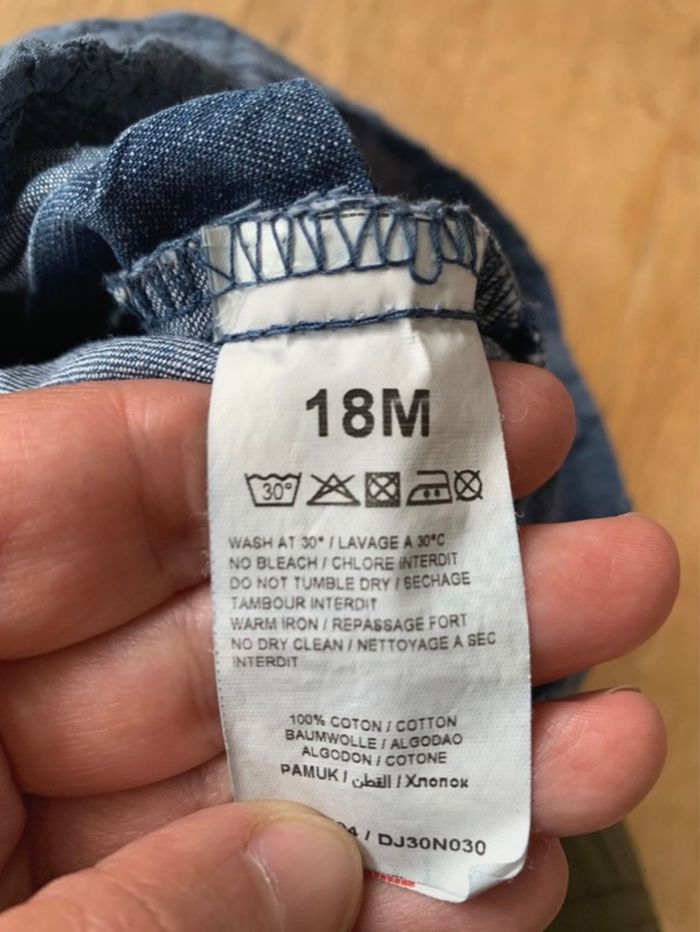 18M
30°
WASH AT 30° / LAVAGE A 30°C
NO BLEACH / CHLORE INTERDIT
DO NOT TUMBLE DRY / SECHAGE
TAMBOUR INTERDIT
WARM IRON / REPASSAGE FORT
NO DRY CLEAN / NETTOYAGE A SEC
INTERDIT
100% COTON / COTTON
BAUMWOLLE / ALGODAO
ALGODON / COTONE
PAMUK / القطن / Хлопок
/ DJ30N030